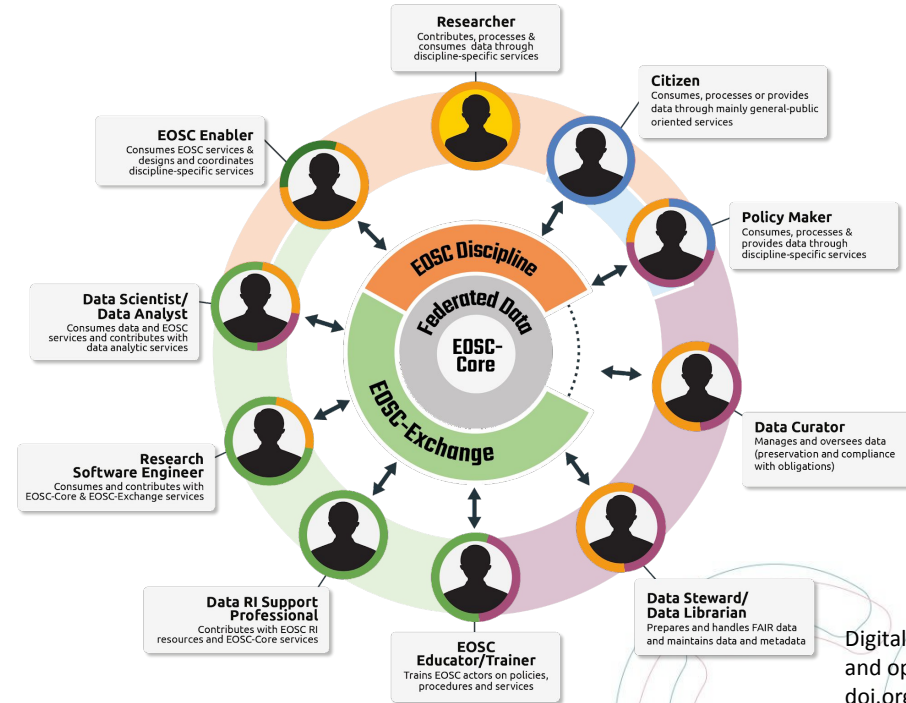 Researcher
Contributes, processes &
consumes data through
discipline-specific services
Citizen
Consumes, processes or provides
data through mainly general-public
oriented services
EOSC Enabler
Consumes EOSC services &
designs and coordinates
discipline-specific services
Policy Maker
Consumes, processes &
provides data through
discipline-specific services
EOSC Discipline
Federated Data
EOSC-
Core
EOSC-Exchange
Data Scientist/
Data Analyst
Consumes data and EOSC
services and contributes with
data analytic services
Data Curator
Manages and oversees data
(preservation and compliance
with obligations)
Research
Software Engineer
Consumes and contributes with
EOSC-Core & EOSC-Exchange services
Data RI Support
Professional
Contributes with EOSC RI
resources and EOSC-Core services
EOSC
Educator/Trainer
Trains EOSC actors on policies,
procedures and services
Data Steward/
Data Librarian
Prepares and handles FAIR data
and maintains data and metadata
Digital
and op
doi.org